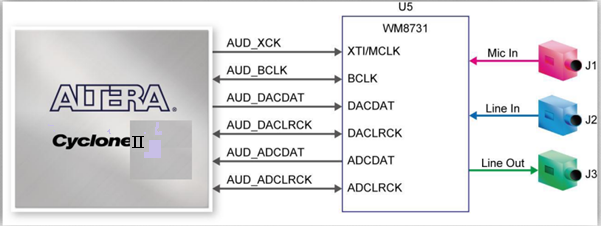 U5
WM8731
ALTERA
Cyclone II
AUD_XCK
AUD_BCLK
AUD_DACDAT
AUD_DACLRCK
AUD_ADCDAT
AUD_ADCLRCK
XTI/MCLK
BCLK
DACDAT
DACLRCK
ADCDAT
ADCLRCK
Mic In
J1
Line In
J2
Line Out
J3